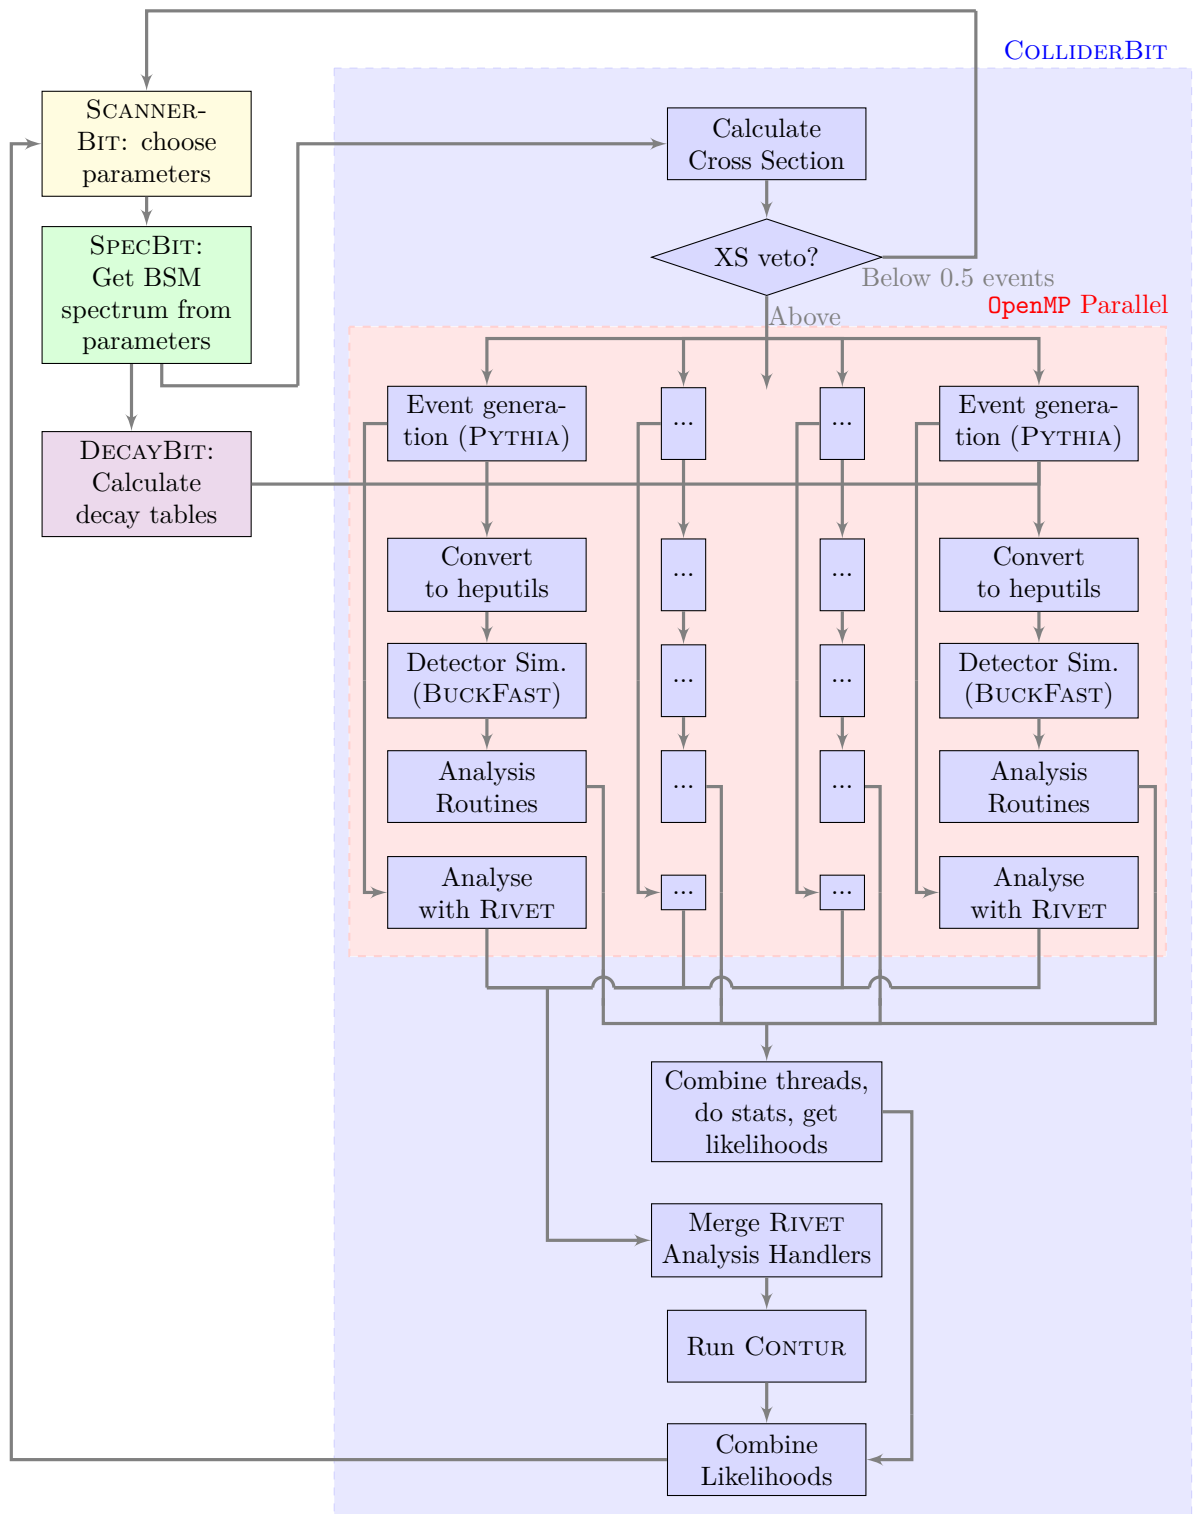 COLLIDERBIT
SCANNER-
BIT: choose
parameters
Calculate
Cross Section
SPECBIT:
Get BSM
spectrum from
parameters
XS veto?
Below 0.5 events
OpenMP Parallel
Above
DECAYBIT:
Calculate
decay tables
Event genera-
tion (PYTHIA)
...
...
Event genera-
tion (PYTHIA)
Convert
to heputils
...
...
Convert
to heputils
Detector Sim.
(BUCKFAST)
...
...
Detector Sim.
(BUCKFAST)
Analysis
Routines
...
...
Analysis
Routines
Analyse
with RIVET
...
...
Analyse
with RIVET
Combine threads,
do stats, get
likelihoods
Merge RIVET
Analysis Handlers
Run CONTUR
Combine
Likelihoods